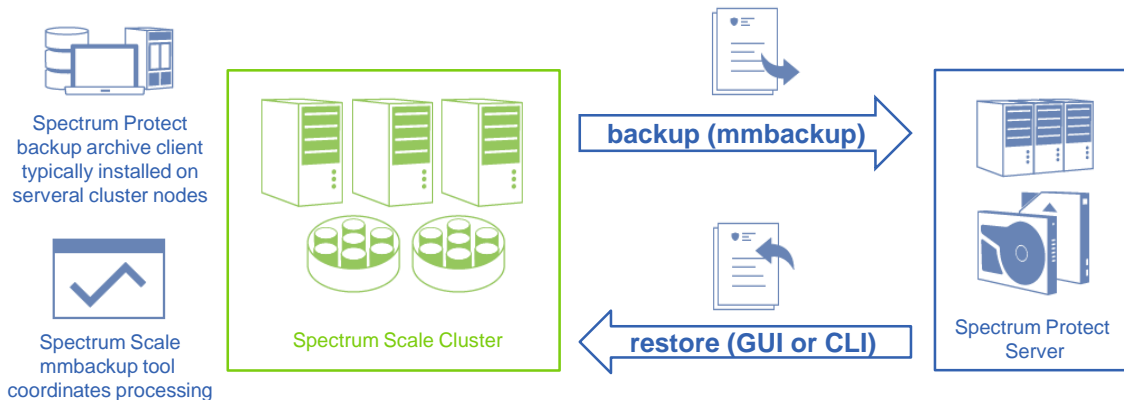 Spectrum Protect
backup archive client
typically installed on
serveral cluster nodes
Spectrum Scale
mmbackup tool
coordinates processing
Spectrum Scale Cluster
backup (mmbackup)
restore (GUI or CLI)
Spectrum Protect
Server